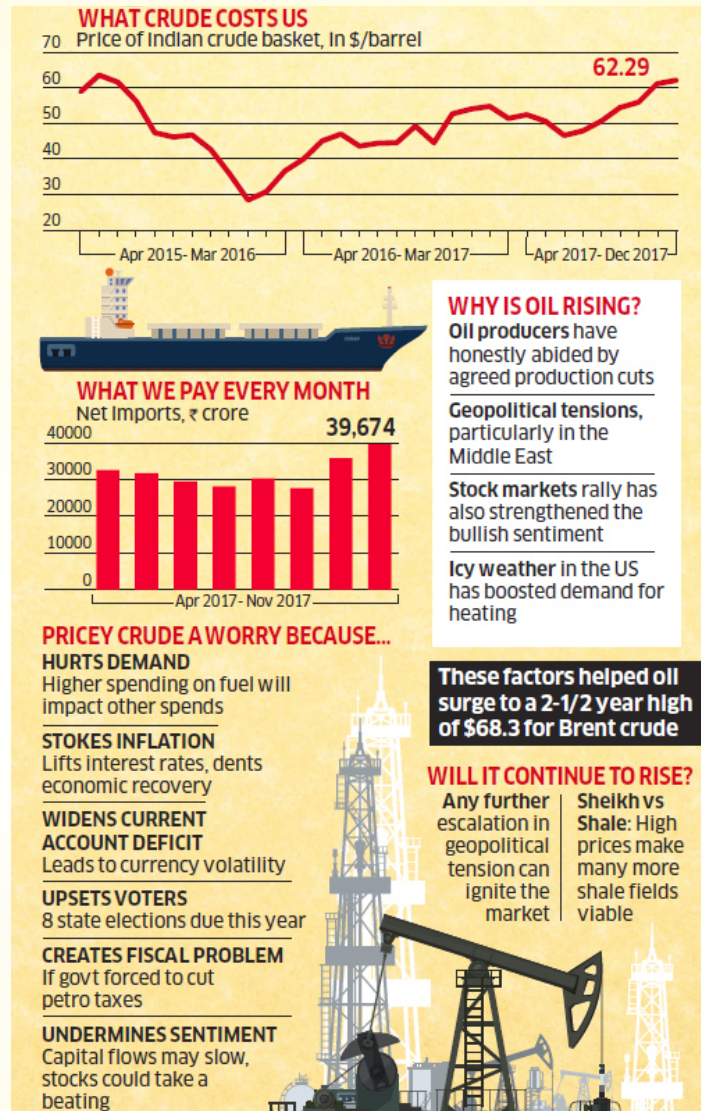 WHAT CRUDE COSTS US
Price of Indian crude basket, in $/barrel
70
60
50
40
30
20
62.29
Apr 2015- Mar 2016
Apr 2016- Mar 2017
Apr 2017- Dec 2017
WHAT WE PAY EVERY MONTH
Net Imports, ₹ crore
40000
30000
20000
10000
0
39,674
Apr 2017- Nov 2017
WHY IS OIL RISING?
Oil producers have
honestly abided by
agreed production cuts
Geopolitical tensions,
particularly in the
Middle East
Stock markets rally has
also strengthened the
bullish sentiment
Icy weather in the US
has boosted demand for
heating
These factors helped oil
surge to a 2-1/2 year high
of $68.3 for Brent crude
PRICEY CRUDE A WORRY BECAUSE...
HURTS DEMAND
Higher spending on fuel will
impact other spends
STOKES INFLATION
Lifts interest rates, dents
economic recovery
WIDENS CURRENT
ACCOUNT DEFICIT
Leads to currency volatility
UPSETS VOTERS
8 state elections due this year
CREATES FISCAL PROBLEM
If govt forced to cut
petro taxes
UNDERMINES SENTIMENT
Capital flows may slow,
stocks could take a
beating
WILL IT CONTINUE TO RISE?
Any further
escalation in
geopolitical
tension can
ignite the
market
Sheikh vs
Shale: High
prices make
many more
shale fields
viable